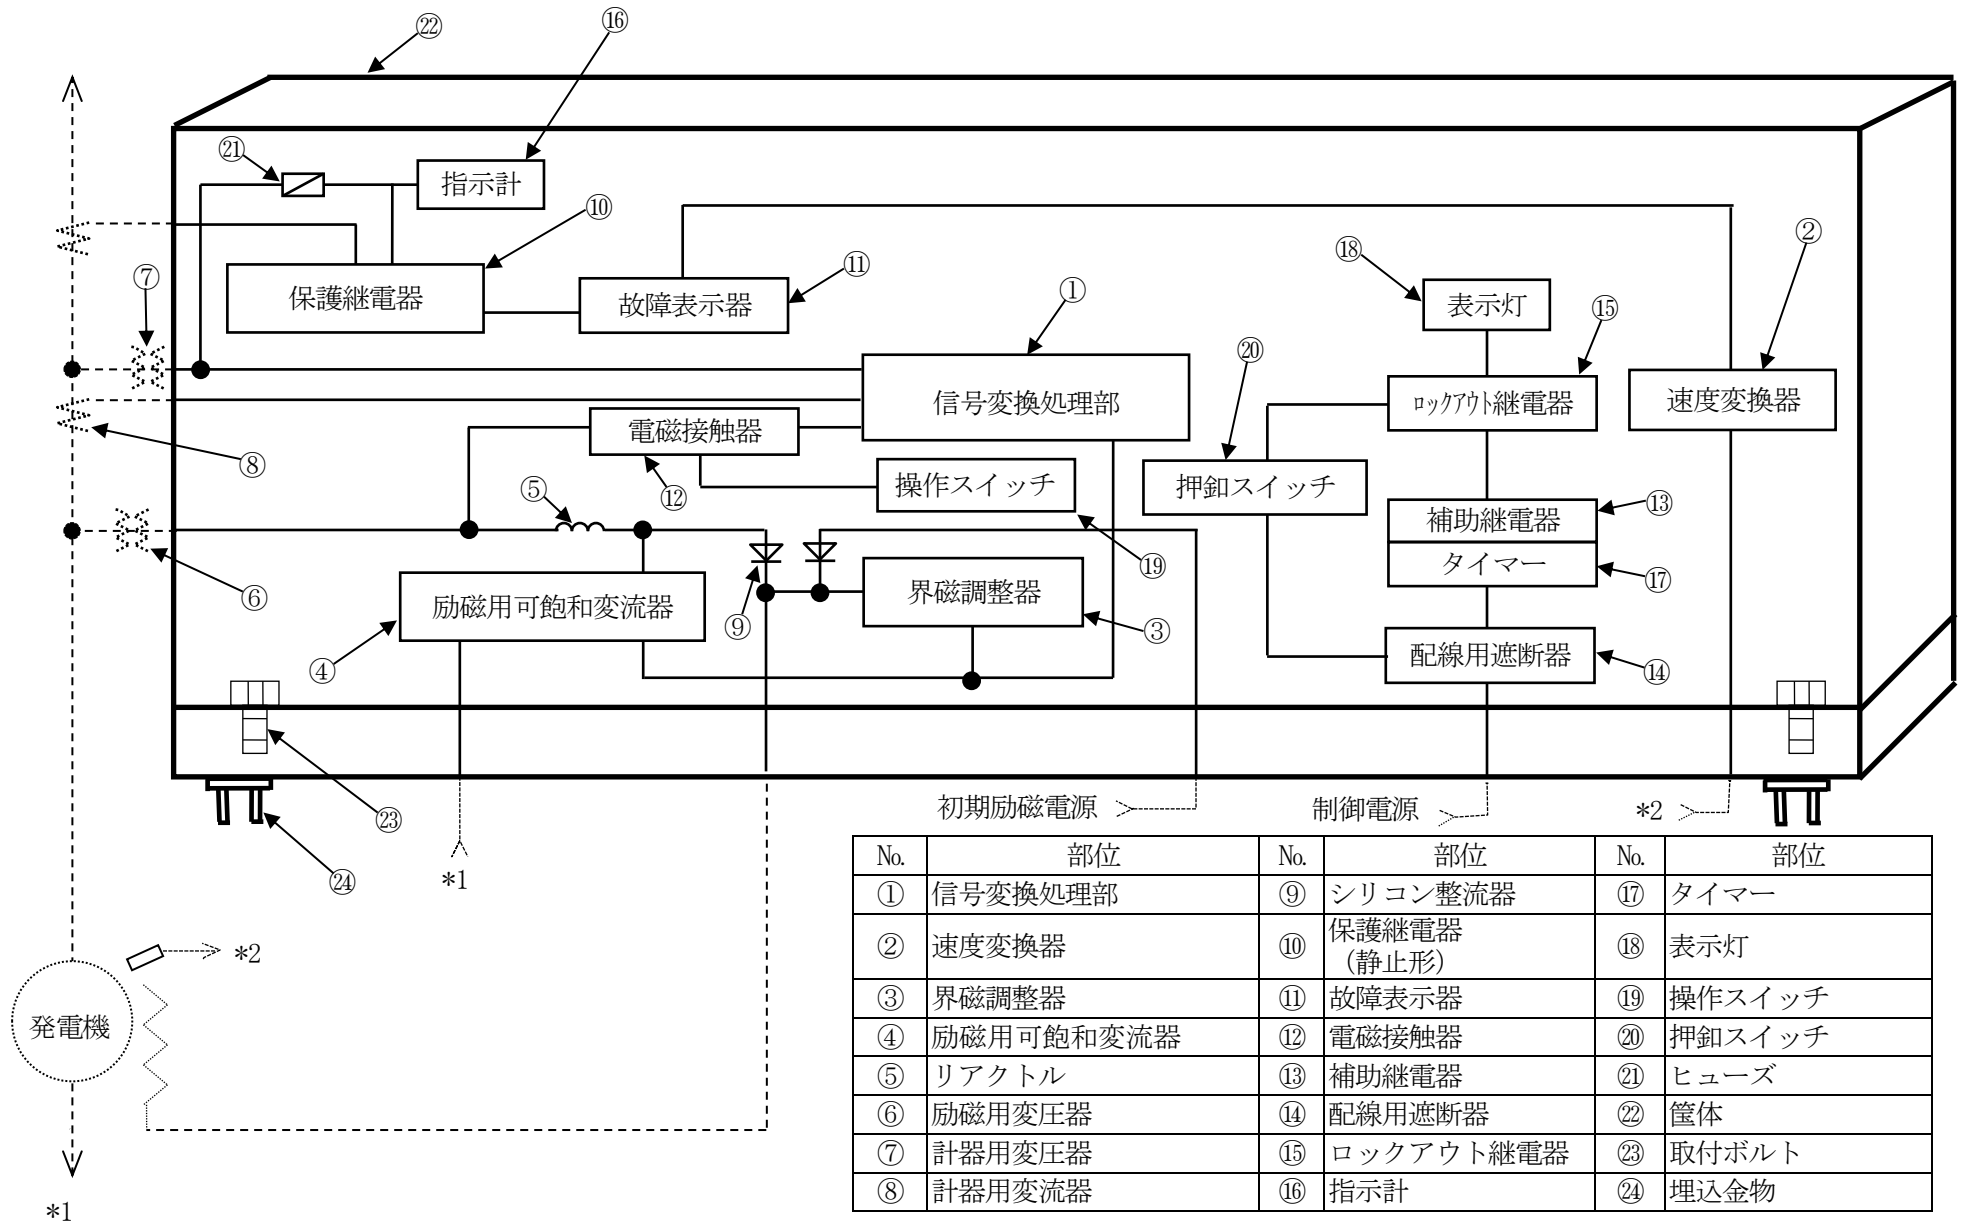 ㉒
⑯
㉑
指示計
⑩
②
⑱
⑪
⑦
①
保護継電器
故障表示器
表示灯
⑮
⑳
信号変換処理部
ロックアウト継電器
速度変換器
電磁接触器
⑧
操作スイッチ
押釦スイッチ
⑤
⑫
⑬
補助継電器
タイマー
⑲
⑰
⑥
励磁用可飽和変流器
⑨
界磁調整器
③
④
配線用遮断器
⑭
㉓
初期励磁電源
制御電源
*2
㉔
*1
*2
発電機
*1
No. 部位 No. 部位 No. 部位
① 信号変換処理部 ⑨ シリコン整流器 ⑰ タイマー
② 速度変換器 ⑩ 保護継電器
（静止形） ⑱ 表示灯
③ 界磁調整器 ⑪ 故障表示器 ⑲ 操作スイッチ
④ 励磁用可飽和変流器 ⑫ 電磁接触器 ⑳ 押釦スイッチ
⑤ リアクトル ⑬ 補助継電器 ㉑ ヒューズ
⑥ 励磁用変圧器 ⑭ 配線用遮断器 ㉒ 筐体
⑦ 計器用変圧器 ⑮ ロックアウト継電器 ㉓ 取付ボルト
⑧ 計器用変流器 ⑯ 指示計 ㉔ 埋込金物